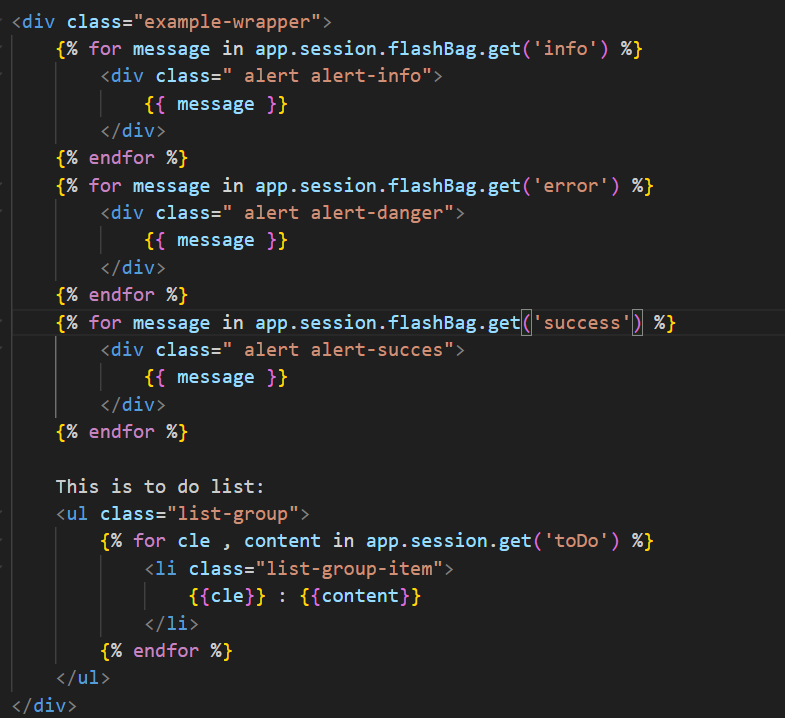 <div class="example-wrapper">
    {% for message in app.session.flashBag.get('info') %}
        <div class=" alert alert-info">
            {{ message }}
        </div>
    {% endfor %}
    {% for message in app.session.flashBag.get('error') %}
        <div class=" alert alert-danger">
            {{ message }}
        </div>
    {% endfor %}
    {% for message in app.session.flashBag.get('success') %}
        <div class=" alert alert-succes">
            {{ message }}
        </div>
    {% endfor %}

    This is to do list:
    <ul class="list-group">
        {% for cle , content in app.session.get('toDo') %}
            <li class="list-group-item">
                {{cle}} : {{content}}
            </li>
        {% endfor %}
    </ul>
</div>